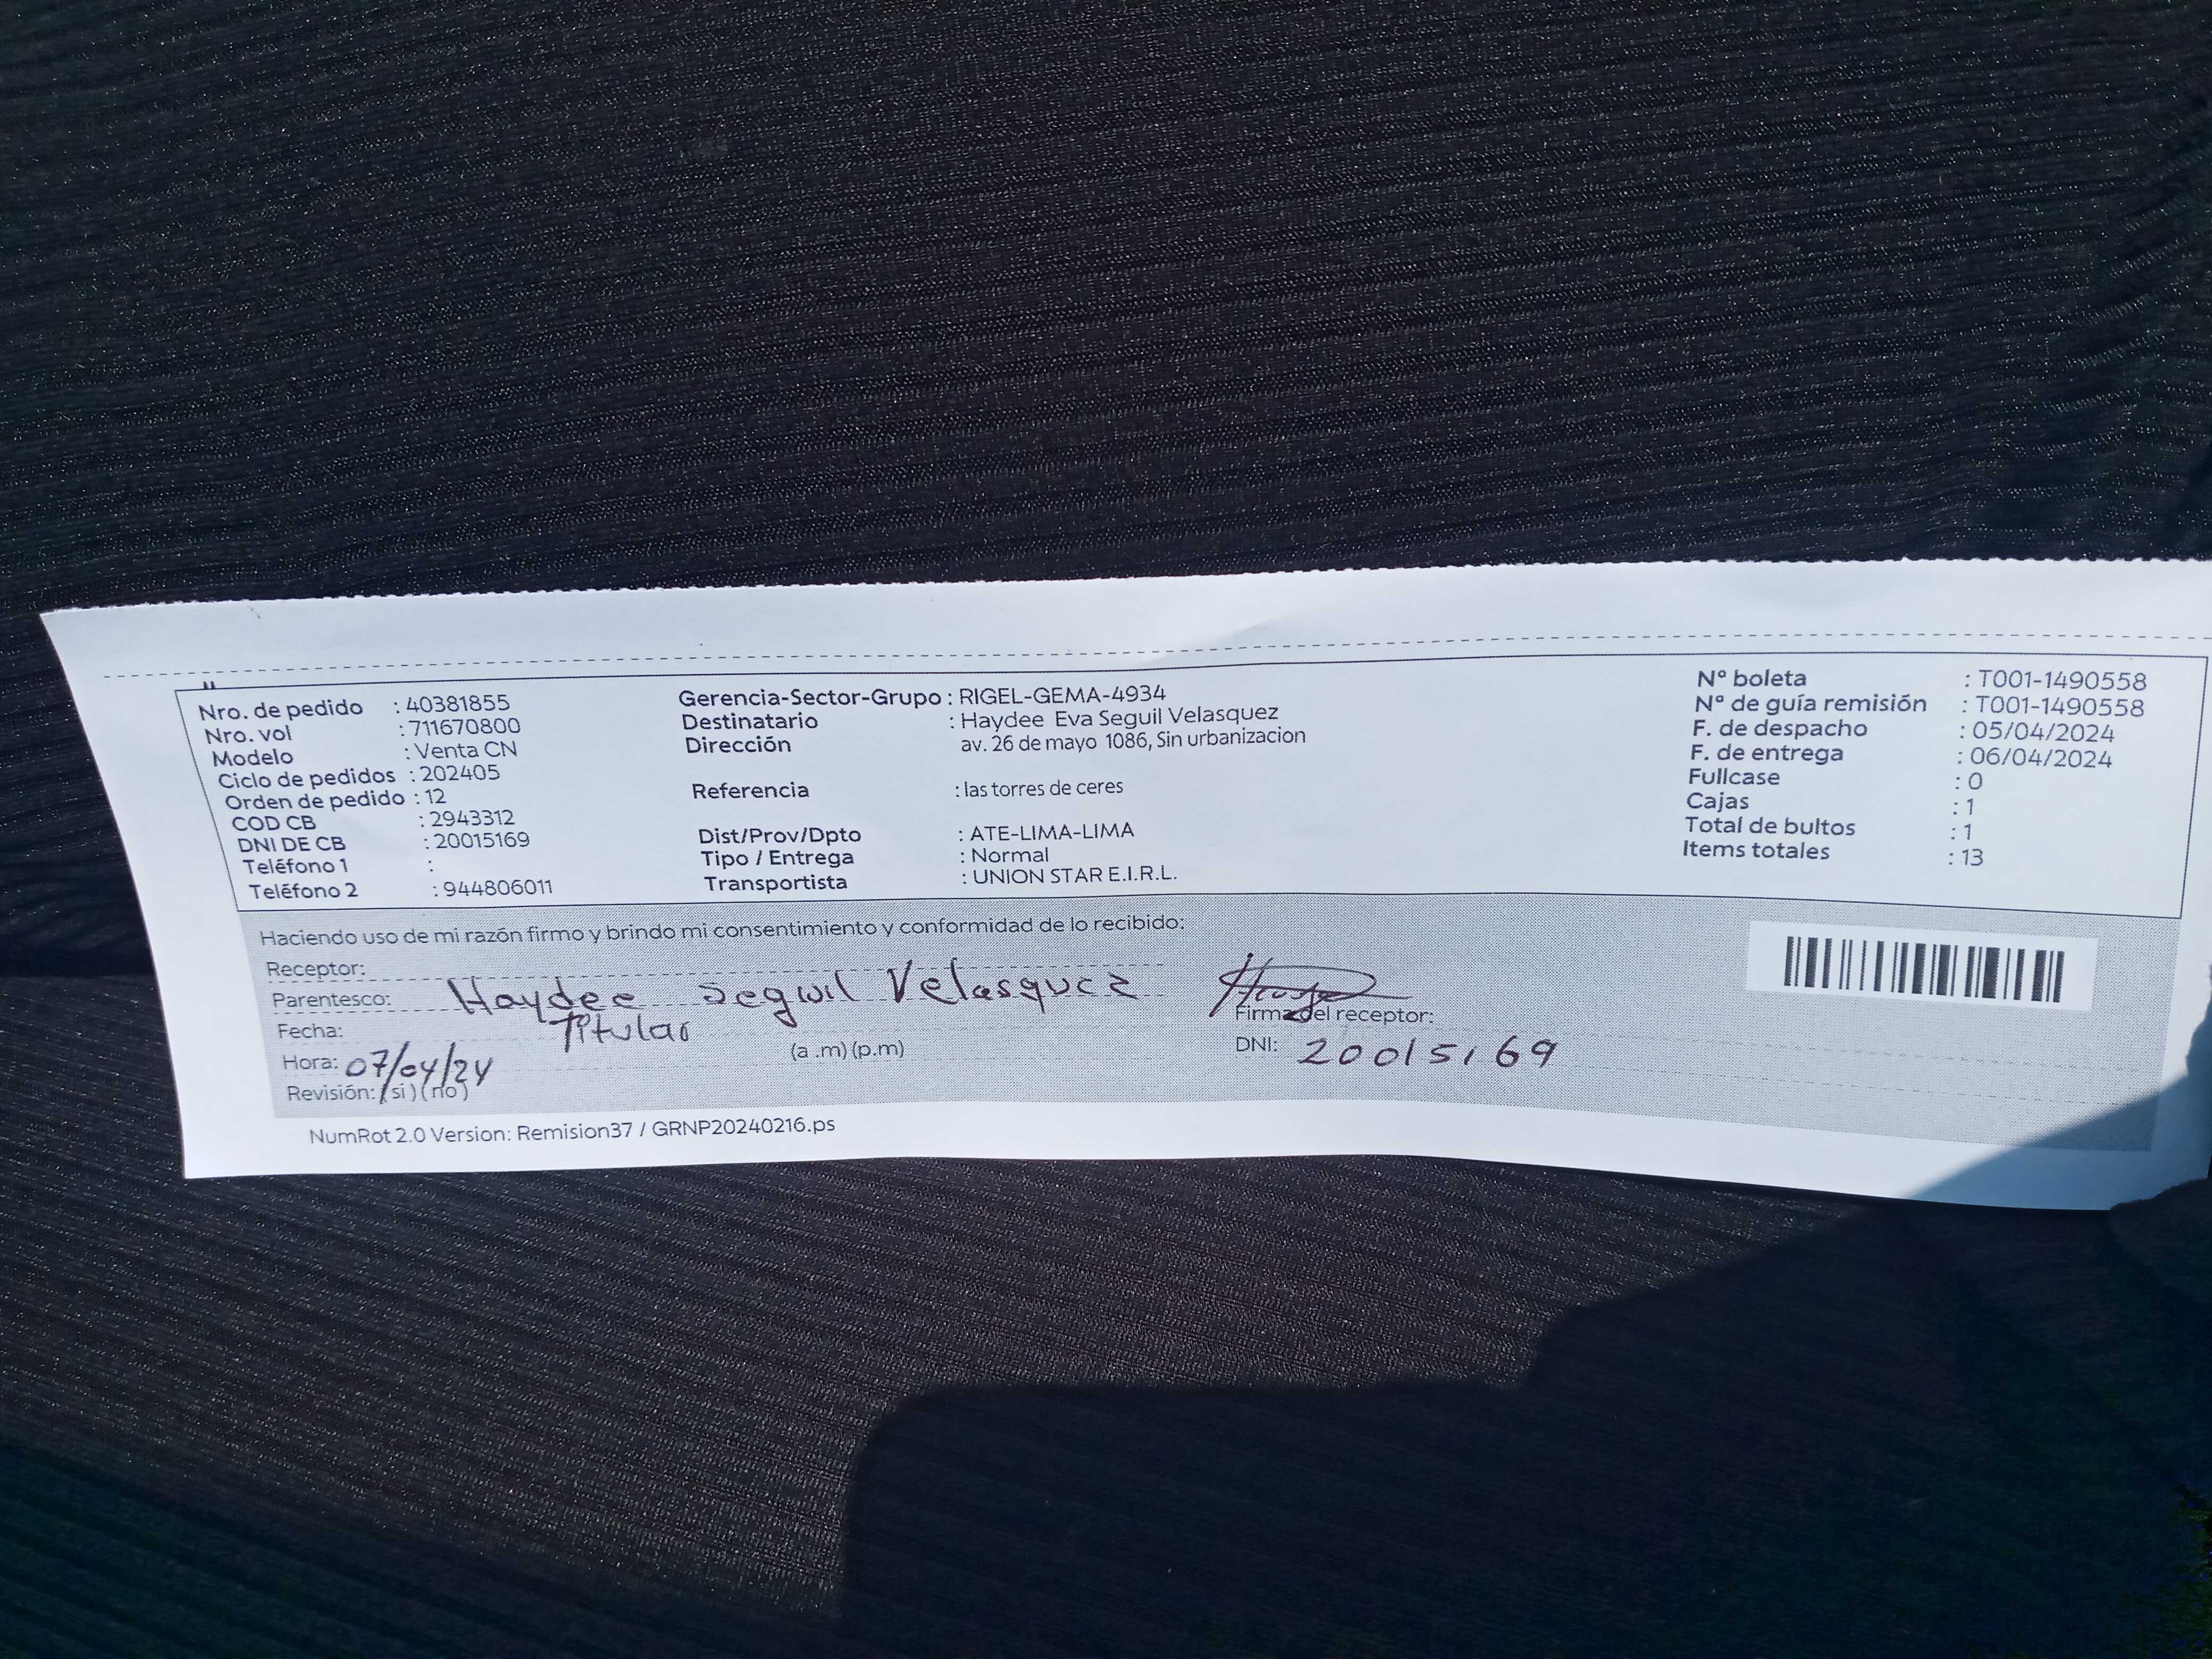 Nro. de pedido : 40381855
Nro. vol : 711670800
Modelo : Venta CN
Ciclo de pedidos : 202405
Orden de pedido : 12
COD CB : 2943312
DNI DE CB : 20015169
Teléfono 1 :
Teléfono 2 : 944806011
Gerencia-Sector-Grupo : RIGEL-GEMA-4934
Destinatario : Haydee Eva Seguil Velasquez
Dirección av. 26 de mayo 1086, Sin urbanizacion
Referencia : las torres de ceres
Dist/Prov/Dpto : ATE-LIMA-LIMA
Tipo / Entrega : Normal
Transportista : UNION STAR E.I.R.L.
Nº boleta : T001-1490558
Nº de guía remisión : T001-1490558
F. de despacho : 05/04/2024
F. de entrega : 06/04/2024
Fullcase : 0
Cajas : 1
Total de bultos : 1
Items totales : 13
Haciendo uso de mi razón firmo y brindo mi consentimiento y conformidad de lo recibido:
Receptor:
Parentesco: Haydee Seguil Velasquez
Fecha: Titular
Hora: 07/04/24 (a .m) (p.m)
Revisión: (si) (no)
Firma del receptor:
DNI: 20015169
NumRot 2.0 Version: Remision37 / GRNP20240216.ps